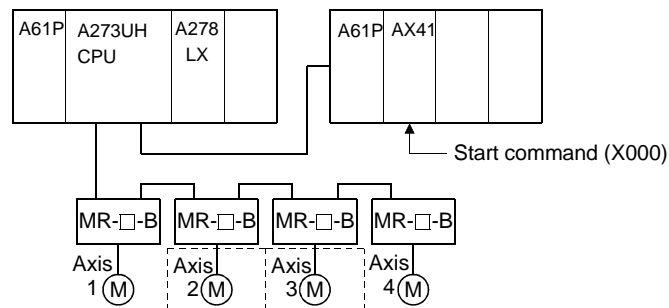 A61P A273UH CPU A278 LX A61P AX41
Start command (X000)
MR-□-B MR-□-B MR-□-B MR-□-B
Axis 1 M Axis 2 M Axis 3 M Axis 4 M